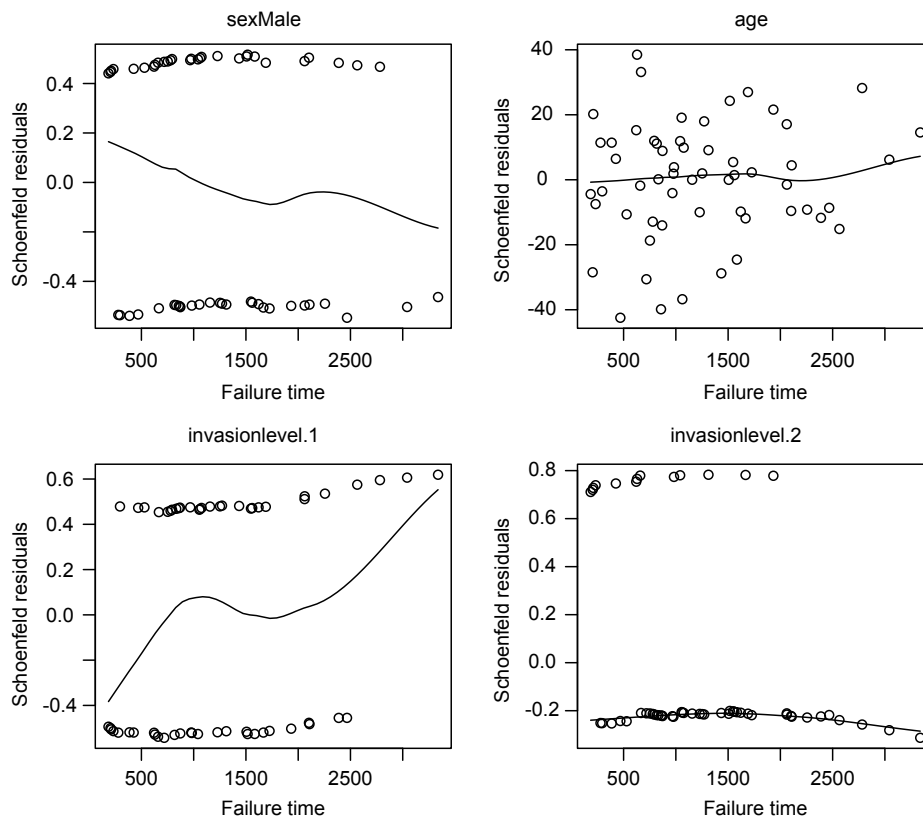 sexMale
Schoenfeld residuals
0.4
0.2
0.0
-0.4
500
1500
2500
Failure time
age
Schoenfeld residuals
40
20
0
-20
-40
500
1500
2500
Failure time
invasionlevel.1
Schoenfeld residuals
0.6
0.4
0.2
0.0
-0.4
500
1500
2500
Failure time
invasionlevel.2
Schoenfeld residuals
0.8
0.6
0.4
0.2
0.0
-0.2
500
1500
2500
Failure time